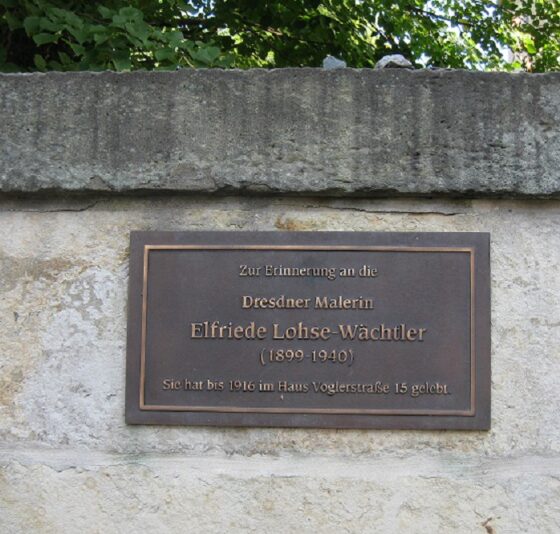 Zur Erinnerung an die
Dresdner Malerin
Elfriede Lohse-Wächtler
(1899-1940)
Sie hat bis 1916 im Haus Voglerstraße 15 gelebt.